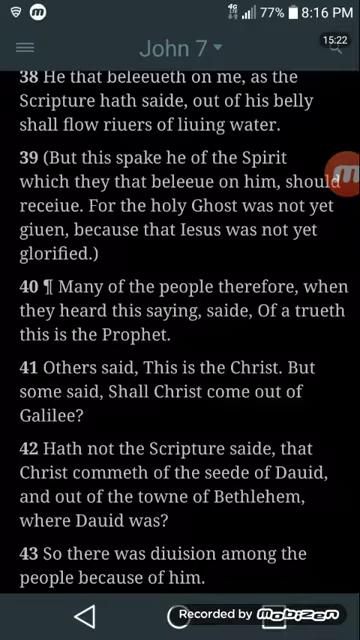 4G
LTE
77% 8:16 PM
15:22
John 7
38 He that beleeueth on me, as the
Scripture hath saide, out of his belly
shall flow riuers of liuing water.
39 (But this spake he of the Spirit
which they that beleeue on him, should
receiue. For the holy Ghost was not yet
giuen, because that Iesus was not yet
glorified.)
40 ¶ Many of the people therefore, when
they heard this saying, saide, Of a trueth
this is the Prophet.
41 Others said, This is the Christ. But
some said, Shall Christ come out of
Galilee?
42 Hath not the Scripture saide, that
Christ commeth of the seede of Dauid,
and out of the towne of Bethlehem,
where Dauid was?
43 So there was diuision among the
people because of him.
Recorded by mobizen